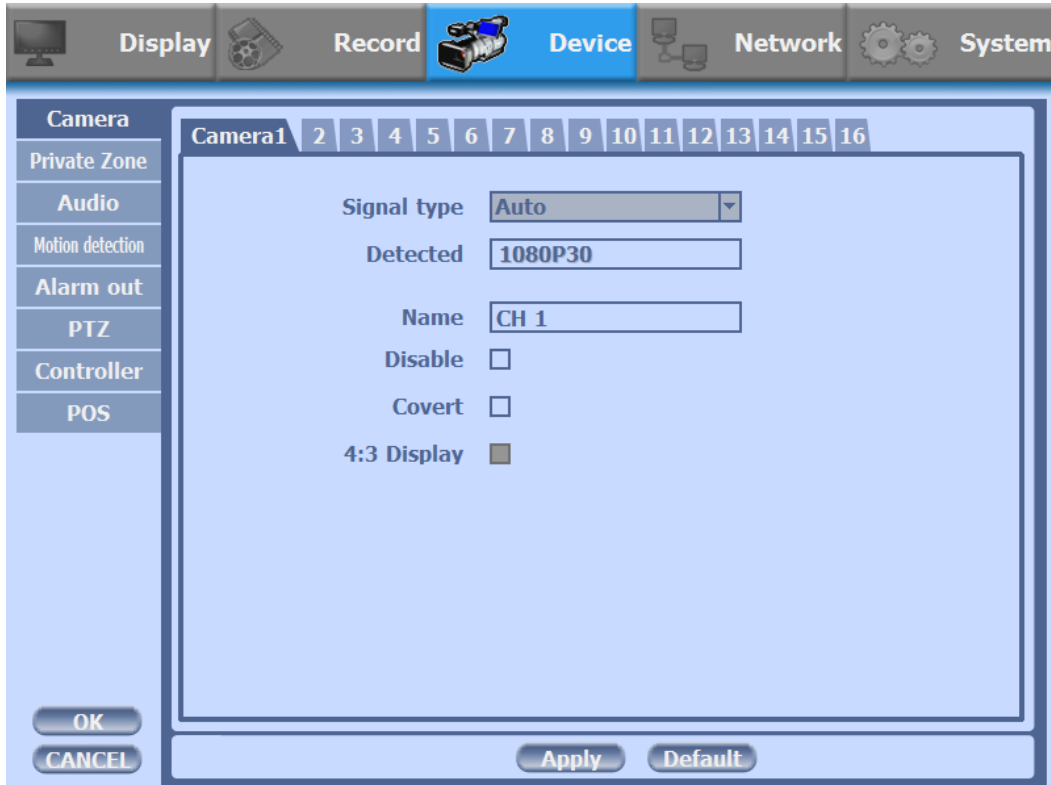 Display Record Device Network System
Camera
Private Zone
Audio
Motion detection
Alarm out
PTZ
Controller
POS
OK
CANCEL
Camera1 2 3 4 5 6 7 8 9 10 11 12 13 14 15 16
Signal type Auto
Detected 1080P30
Name CH 1
Disable
Covert
4:3 Display
Apply Default